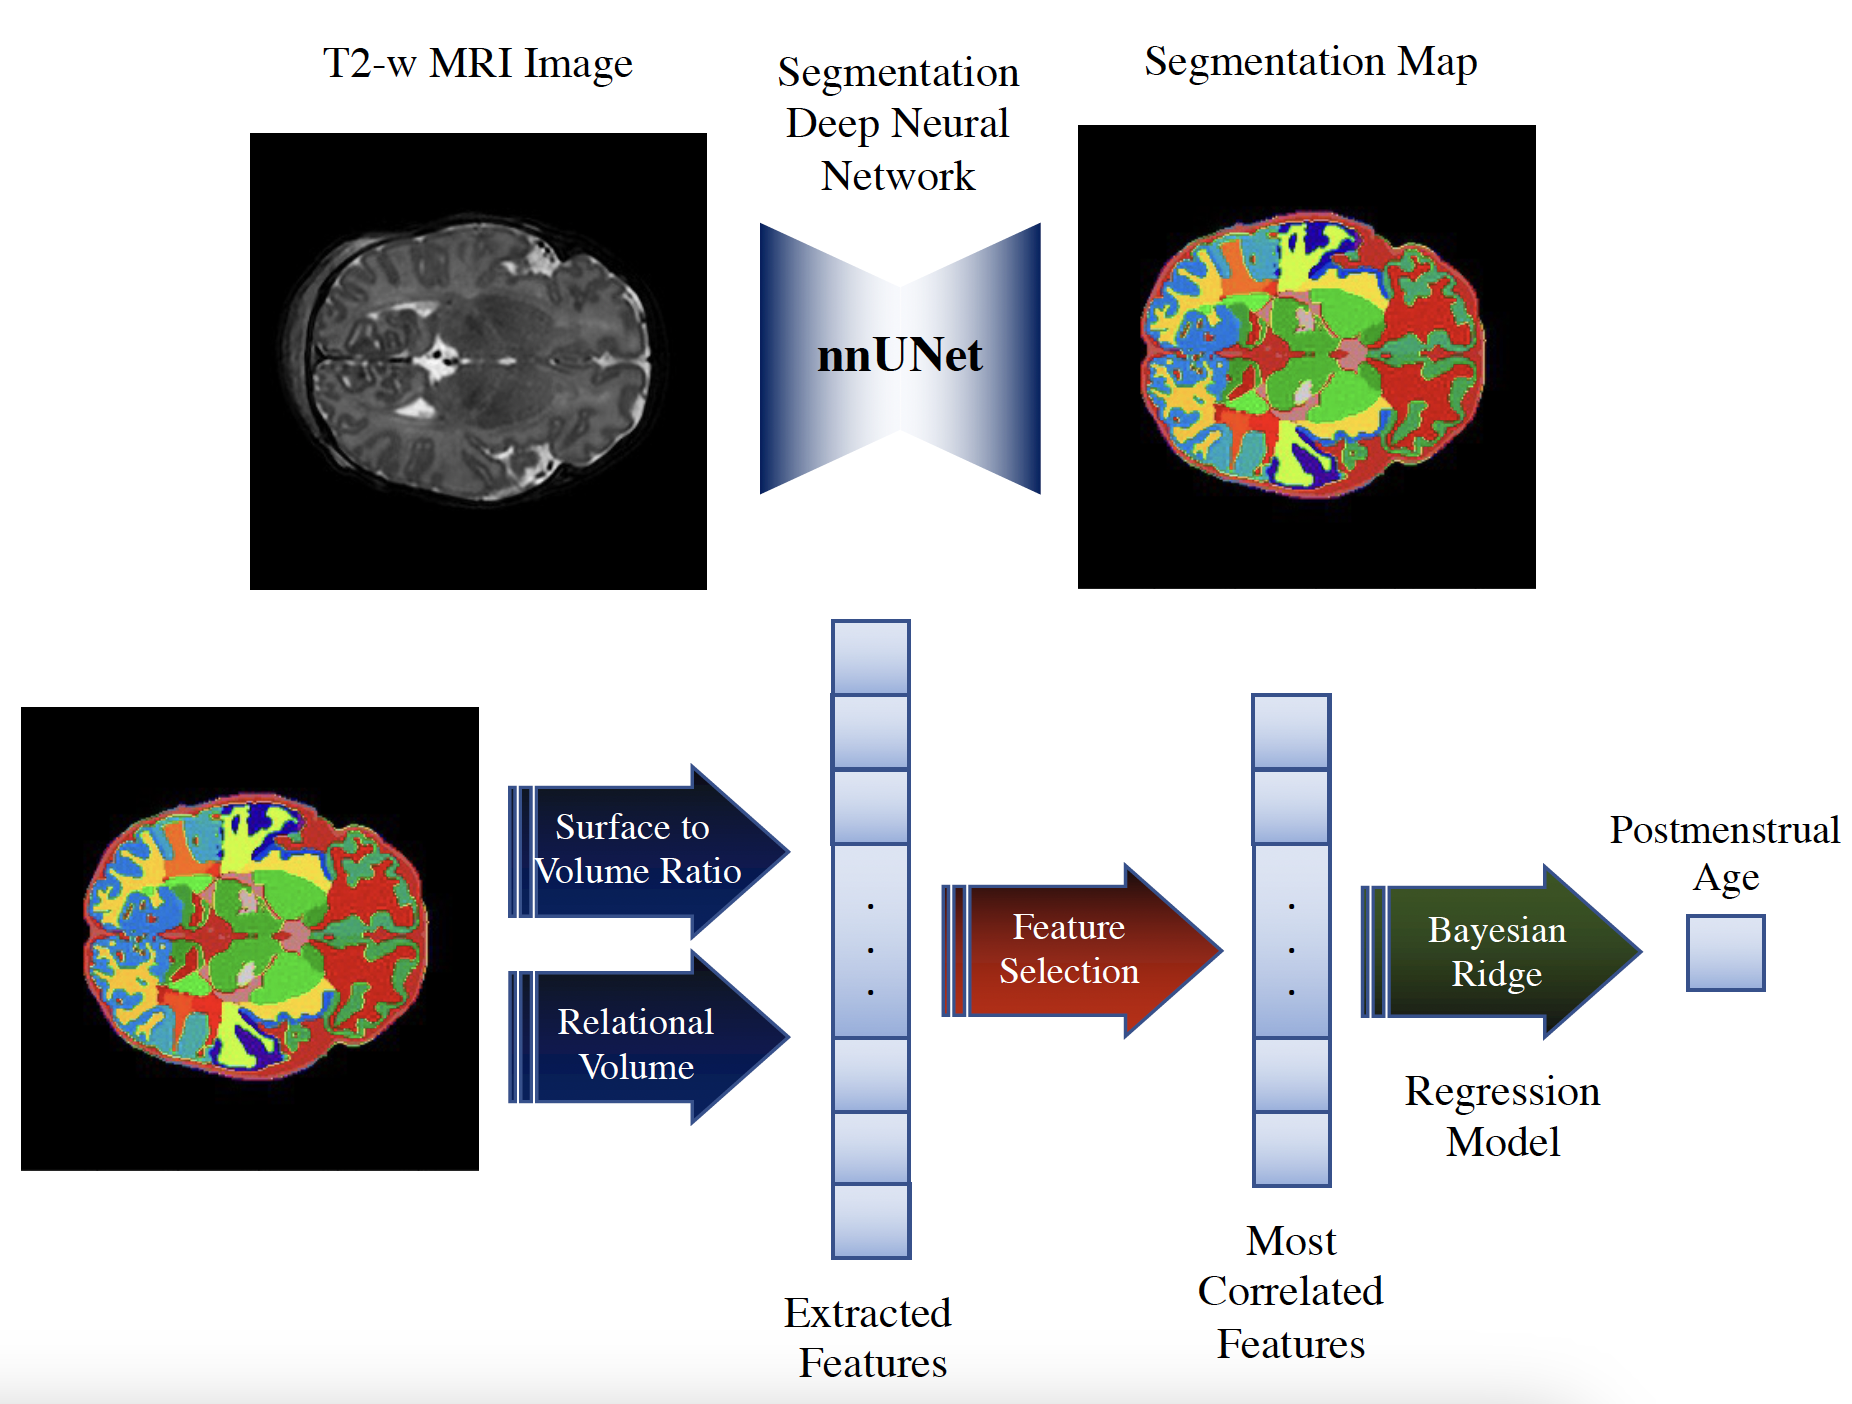 T2-w MRI Image
Segmentation
Deep Neural
Network
Segmentation Map
nnUNet
Surface to
Volume Ratio
Relational
Volume
Extracted
Features
Feature
Selection
Most
Correlated
Features
Bayesian
Ridge
Regression
Model
Postmenstrual
Age